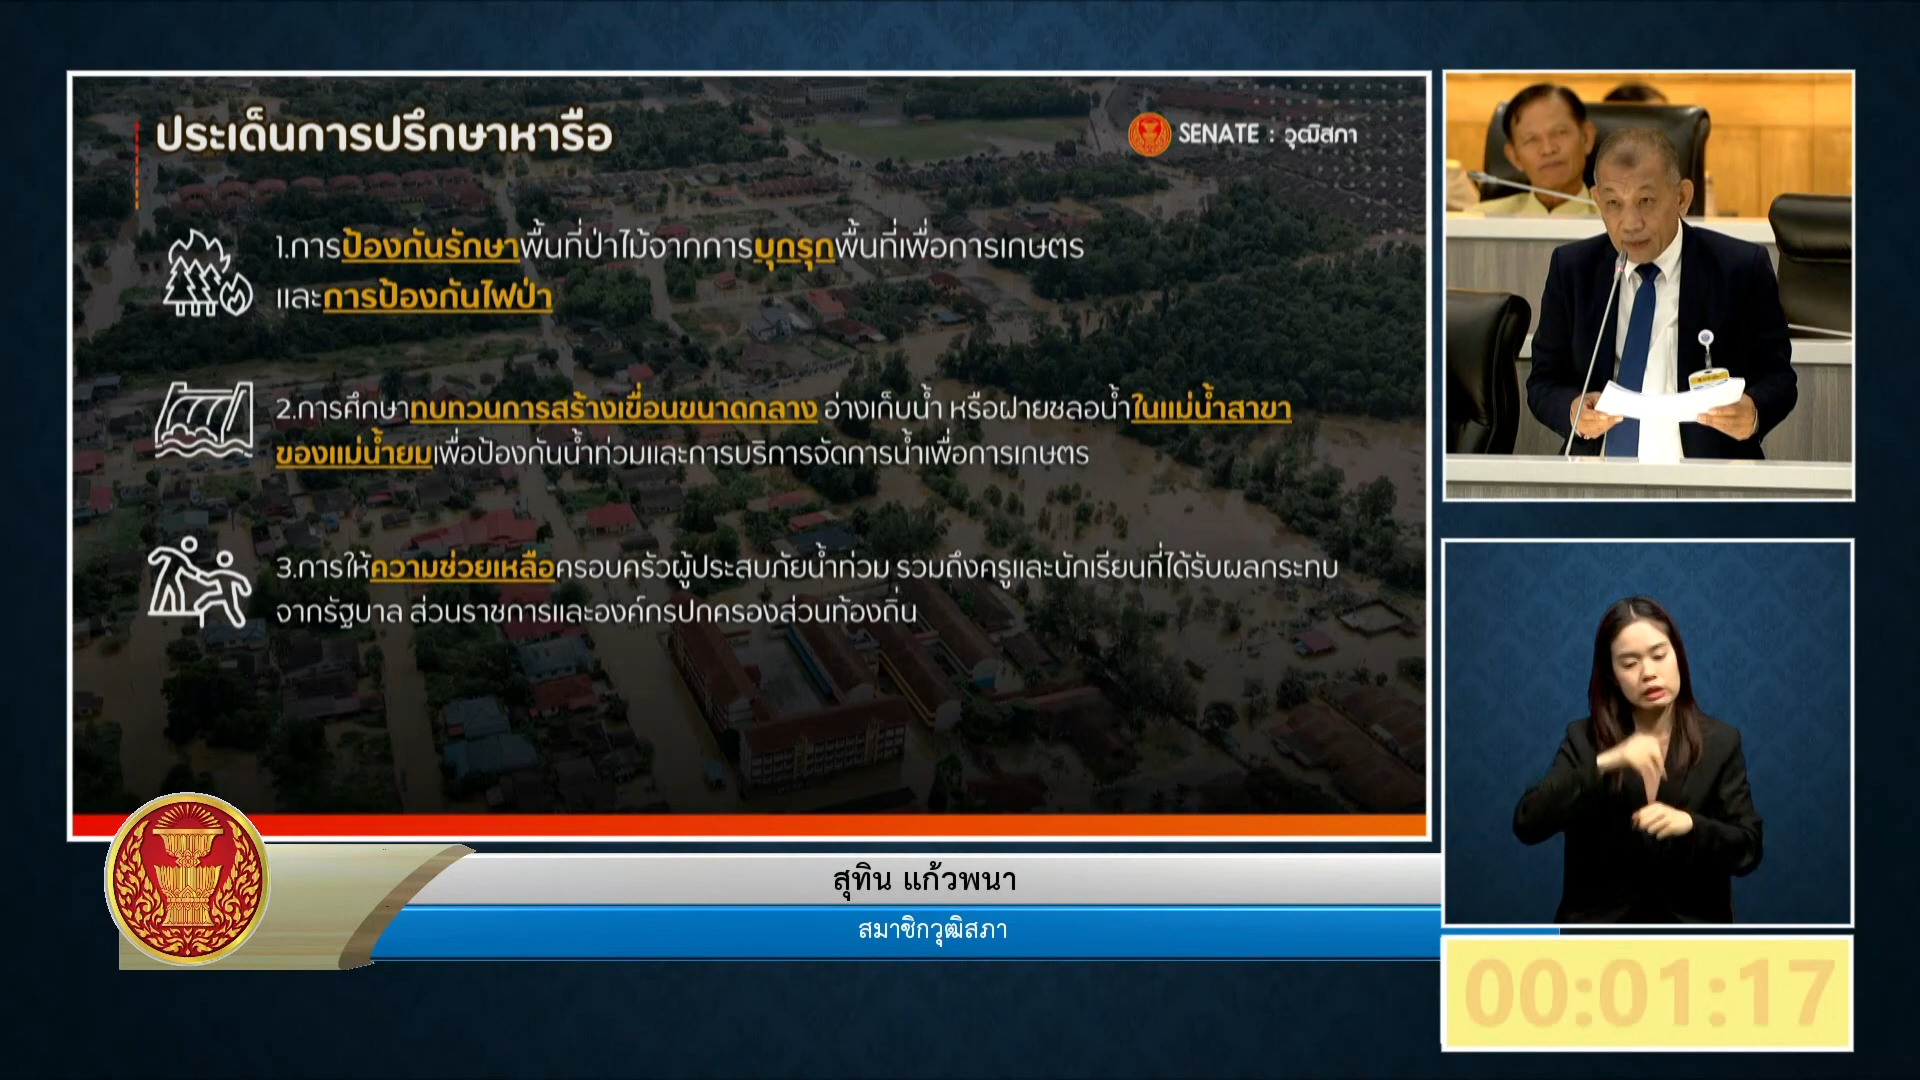 ประเด็นการปรึกษาหารือ
SENATE : วุฒิสภา
1.การป้องกันรักษาพื้นที่ป่าไม้จากการบุกรุกพื้นที่เพื่อการเกษตร
และการป้องกันไฟป่า
2.การศึกษาทบทวนการสร้างเขื่อนขนาดกลาง อ่างเก็บน้ำ หรือฝายชลอน้ำในแม่น้ำสาขา
ของแม่น้ำยมเพื่อป้องกันน้ำท่วมและการบริการจัดการน้ำเพื่อการเกษตร
3.การให้ความช่วยเหลือครอบครัวผู้ประสบภัยน้ำท่วม รวมถึงครูและนักเรียนที่ได้รับผลกระทบ
จากรัฐบาล ส่วนราชการและองค์กรปกครองส่วนท้องถิ่น
สุทิน แก้วพนา
สมาชิกวุฒิสภา
00:01:17